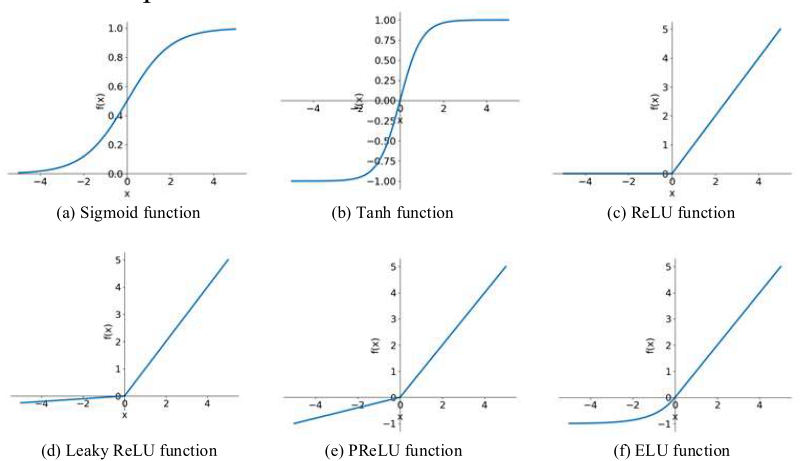 1.0
0.8
0.6
0.4
0.2
0.0
f(x)
−4 −2 0 2 4
x
(a) Sigmoid function
1.00
0.75
0.50
0.25
0.00
−0.25
−0.50
−0.75
−1.00
f(x)
−4 −2 2 4
x
(b) Tanh function
5
4
3
2
1
0
f(x)
−4 −2 0 2 4
x
(c) ReLU function
5
4
3
2
1
0
f(x)
−4 −2 0 2 4
x
(d) Leaky ReLU function
5
4
3
2
1
0
−1
f(x)
−4 −2 0 2 4
x
(e) PReLU function
5
4
3
2
1
0
−1
f(x)
−4 −2 0 2 4
x
(f) ELU function